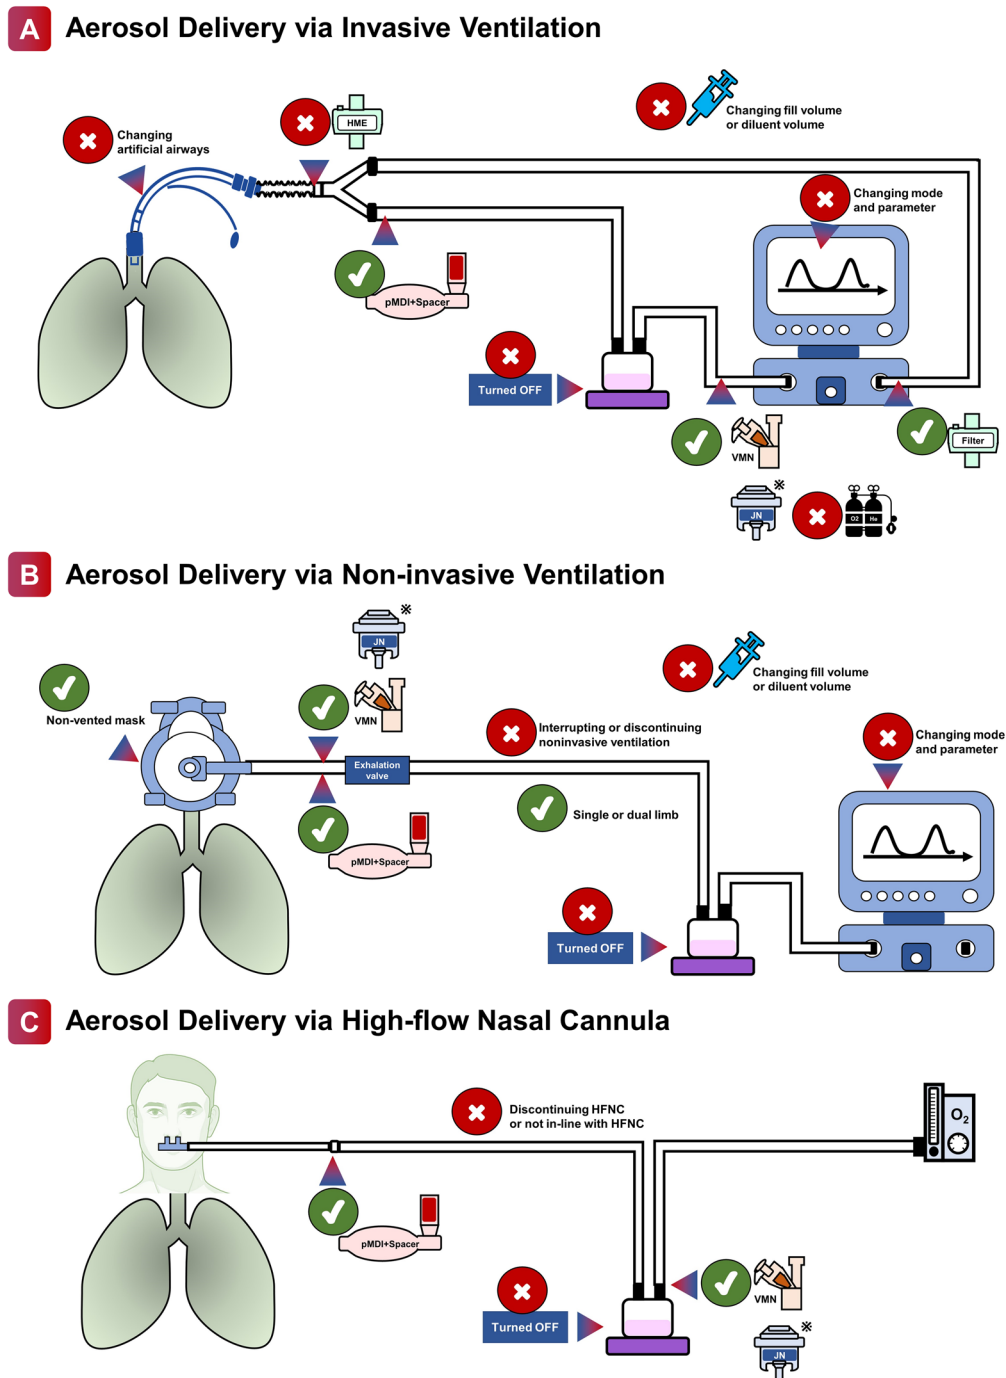 A Aerosol Delivery via Invasive Ventilation
Changing
artificial airways
HME
Changing fill volume
or diluent volume
Changing mode
and parameter
pMDI+Spacer
Turned OFF
VMN
Filter
JN
※
O2 He
B Aerosol Delivery via Non-invasive Ventilation
JN
※
Non-vented mask
VMN
Changing fill volume
or diluent volume
Interrupting or discontinuing
noninvasive ventilation
Changing mode
and parameter
Exhalation
valve
Single or dual limb
pMDI+Spacer
Turned OFF
C Aerosol Delivery via High-flow Nasal Cannula
Discontinuing HFNC
or not in-line with HFNC
O₂
pMDI+Spacer
VMN
Turned OFF
JN
※